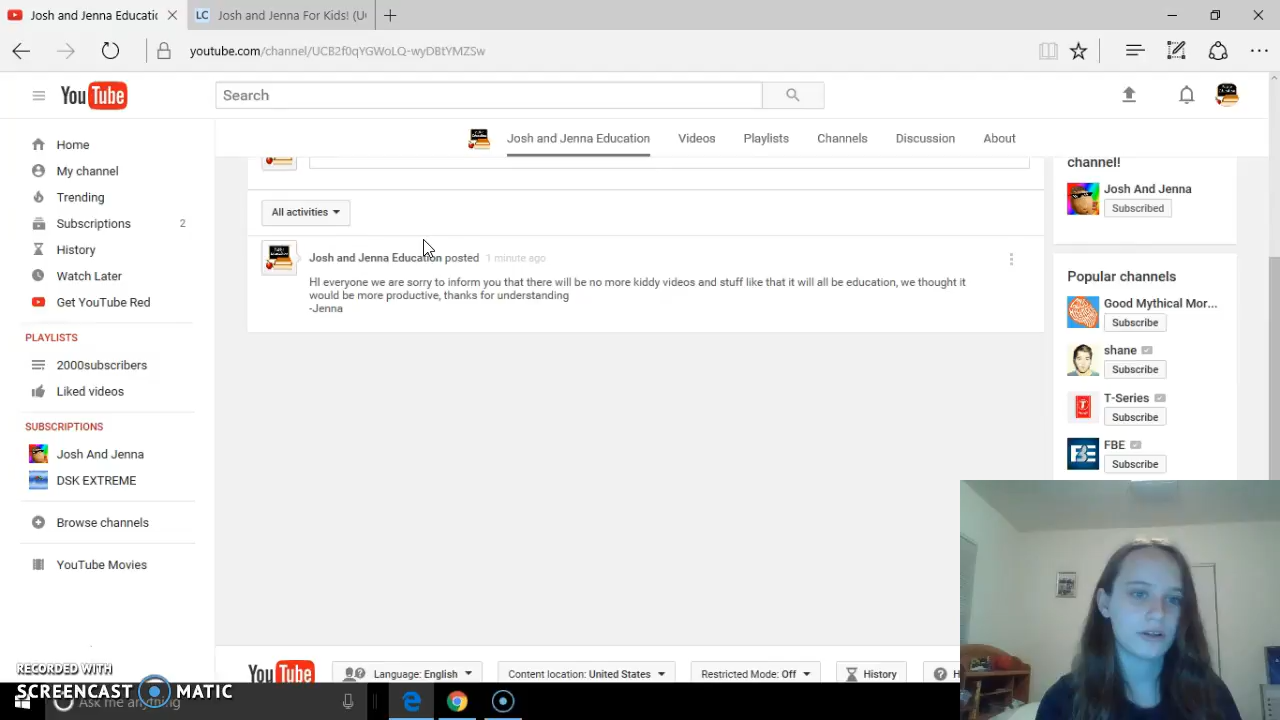 Josh and Jenna Educatic
Josh and Jenna For Kids! (UC
youtube.com/channel/UCB2f0qYGWoLQ-wyDBtYMZSw
YouTube
Search
Josh and Jenna Education Videos Playlists Channels Discussion About
Home
My channel
Trending
Subscriptions 2
History
Watch Later
Get YouTube Red
PLAYLISTS
2000subscribers
Liked videos
SUBSCRIPTIONS
Josh And Jenna
DSK EXTREME
Browse channels
YouTube Movies
All activities
Josh and Jenna Education posted 1 minute ago
HI everyone we are sorry to inform you that there will be no more kiddy videos and stuff like that it will all be education, we thought it
would be more productive, thanks for understanding
-Jenna
channel!
Josh And Jenna
Subscribed
Popular channels
Good Mythical Mor...
Subscribe
shane
Subscribe
T-Series
Subscribe
FBE
Subscribe
YouTube
Language: English
Content location: United States
Restricted Mode: Off
History
H
RECORDED WITH
SCREENCAST MATIC
Ask me anything